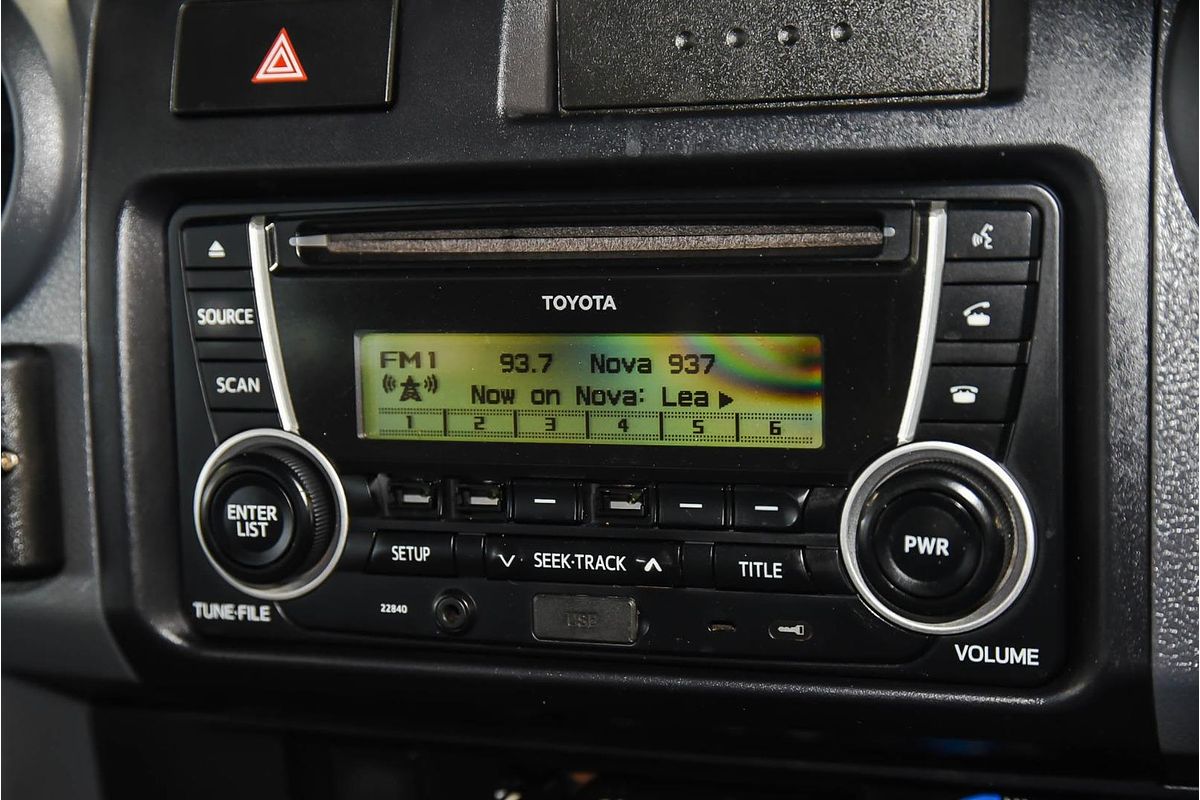 TOYOTA
SOURCE
SCAN
FM1 93.7 Nova 937
Now on Nova: Lea
1 2 3 4 5 6
ENTER
LIST
PWR
SETUP
SEEK·TRACK
TITLE
TUNE·FILE
22840
USB
VOLUME